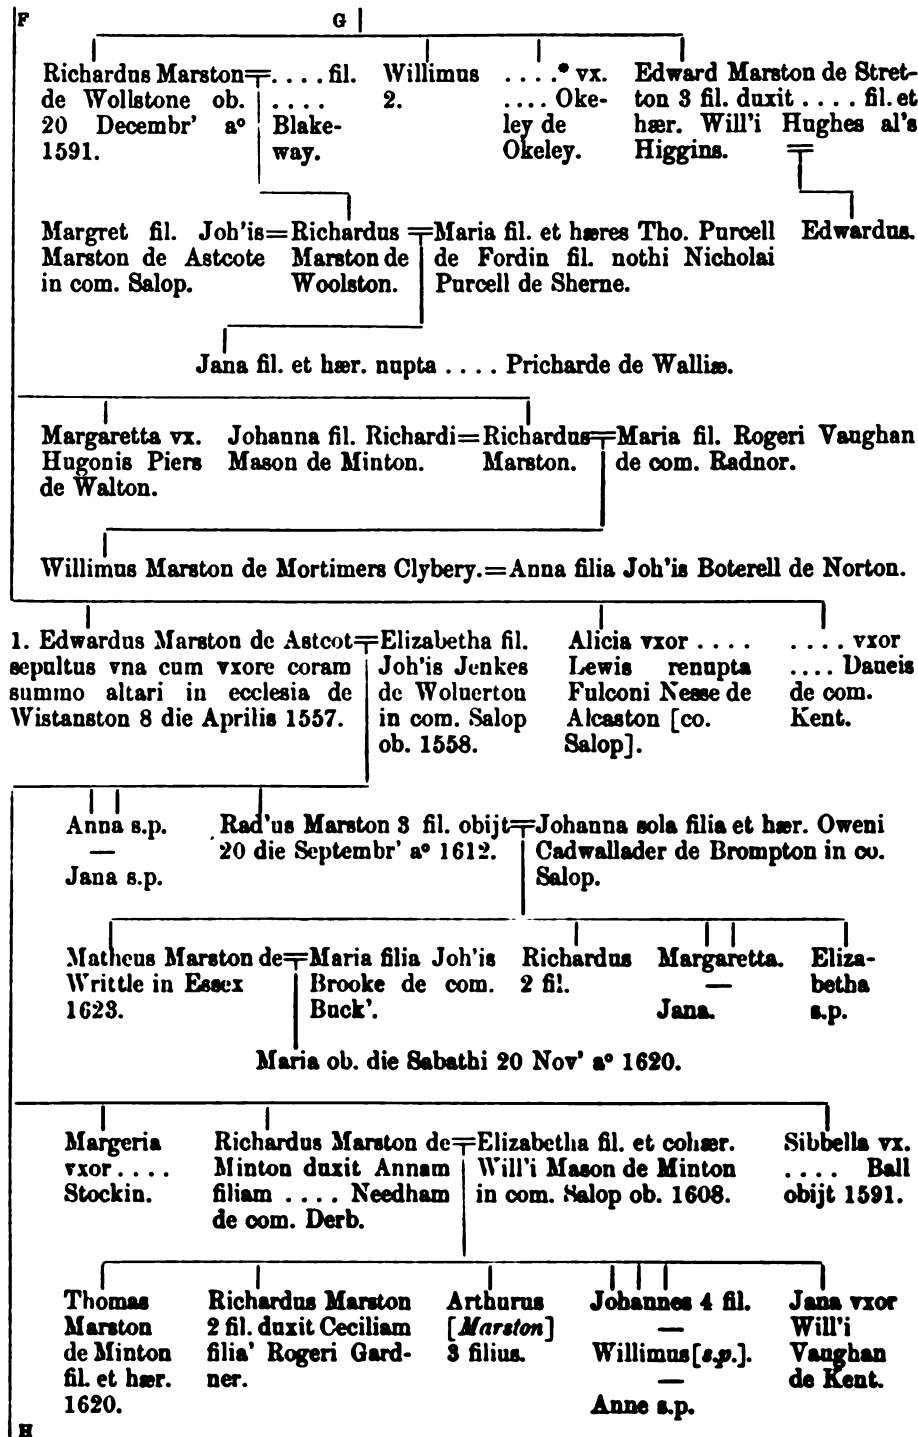 F G
Richardus Marston=. . . . fil.
de Wollstone ob. . . . .
20 Decembr' aº Blake-
1591. way.
Willimus
2.
. . . .* vx.
. . . . Oke-
ley de
Okeley.
Edward Marston de Stret-
ton 3 fil. duxit . . . . fil. et
hær. Will'i Hughes al's
Higgins.
Margret fil. Joh'is=Richardus=Maria fil. et hæres Tho. Purcell
Marston de Astcote Marston de de Fordin fil. nothi Nicholai
in com. Salop. Woolston. Purcell de Sherne.
Edwardus.
Jana fil. et hær. nupta . . . . Pricharde de Walliæ.
Margaretta vx.
Hugonis Piers
de Walton.
Johanna fil. Richardi=Richardus=Maria fil. Rogeri Vaughan
Mason de Minton. Marston. de com. Radnor.
Willimus Marston de Mortimers Clybery.=Anna filia Joh'is Boterell de Norton.
1. Edwardus Marston de Astcot=Elizabetha fil.
sepultus vna cum vxore coram Joh'is Jenkes
summo altari in ecclesia de de Woluerton
Wistanston 8 die Aprilis 1557. in com. Salop
ob. 1558.
Alicia vxor . . . .
Lewis renupta
Fulconi Nesse de
Alcaston [co.
Salop].
. . . . vxor
. . . . Daueis
de com.
Kent.
Anna s.p.
—
Jana s.p.
Rad'us Marston 3 fil. obijt=Johanna sola filia et hær. Oweni
20 die Septembr' aº 1612. Cadwallader de Brompton in co.
Salop.
Matheus Marston de=Maria filia Joh'is
Writtle in Essex Brooke de com.
1623. Buck'.
Richardus
2 fil.
Margaretta.
—
Jana.
Eliza-
betha
s.p.
Maria ob. die Sabathi 20 Nov' aº 1620.
Margeria
vxor . . . .
Stockin.
Richardus Marston de=Elizabetha fil. et cohær.
Minton duxit Annam Will'i Mason de Minton
filiam . . . . Needham in com. Salop ob. 1608.
de com. Derb.
Sibbella vx.
. . . . Ball
obijt 1591.
Thomas
Marston
de Minton
fil. et hær.
1620.
Richardus Marston
2 fil. duxit Ceciliam
filia' Rogeri Gard-
ner.
Arthurus
[Marston]
3 filius.
Johannes 4 fil.
—
Willimus[s.p.].
—
Anne s.p.
Jana vxor
Will'i
Vaughan
de Kent.
H